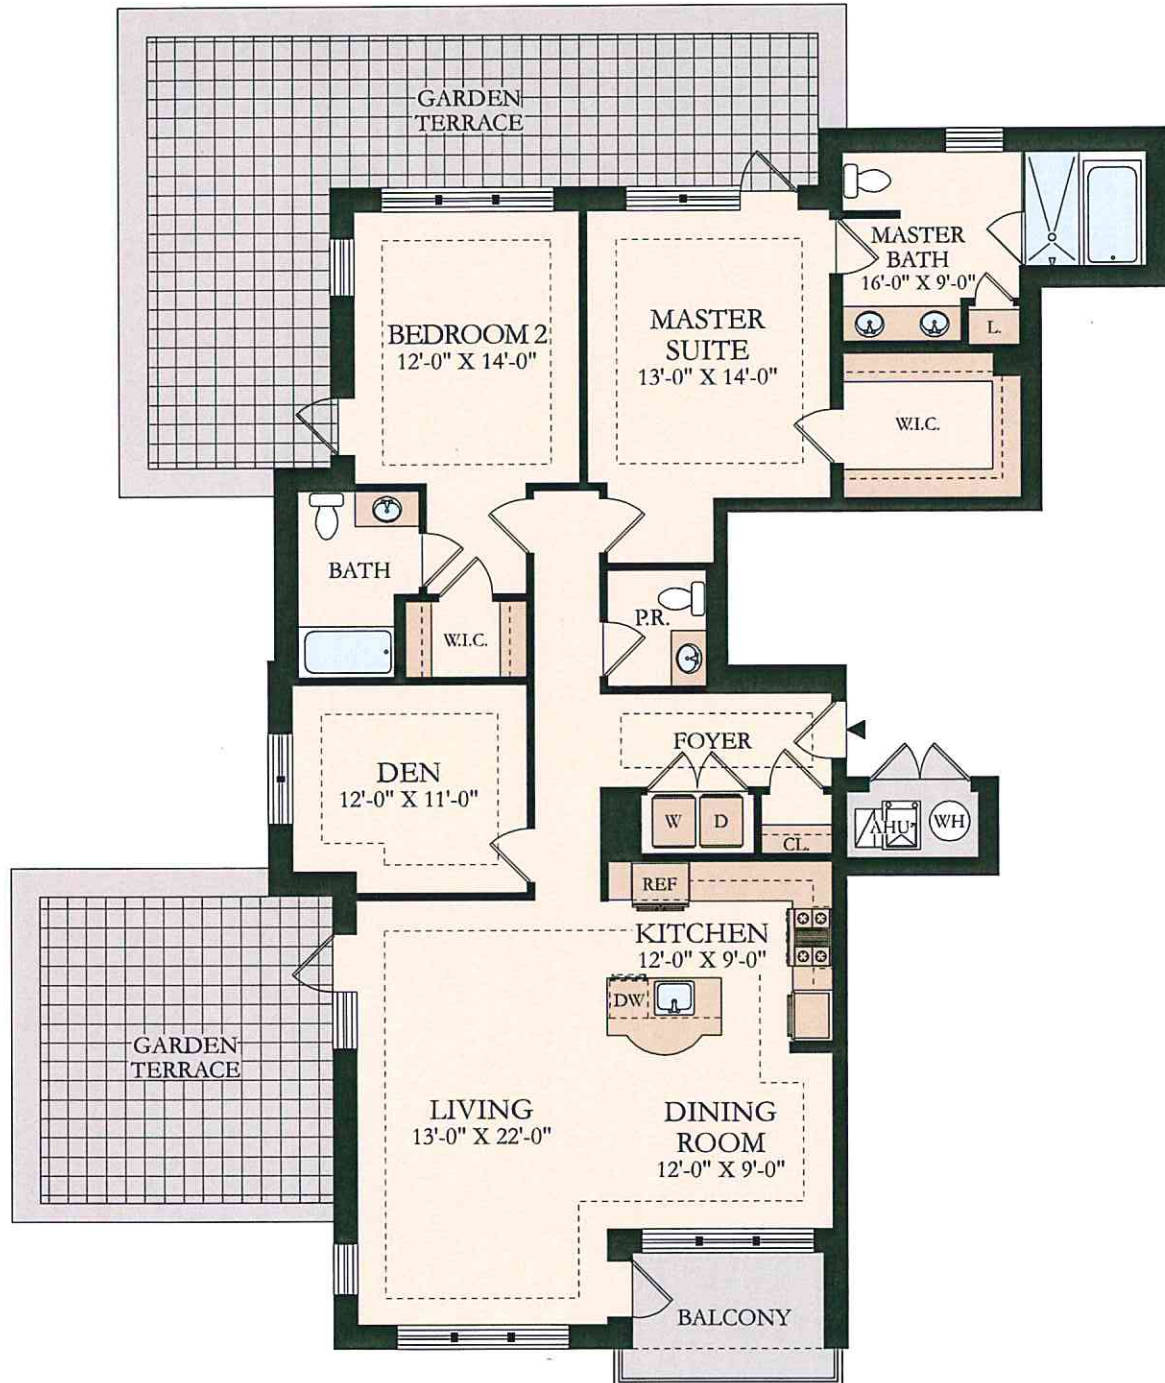 GARDEN
TERRACE
MASTER
BATH
16'-0" X 9'-0"
BEDROOM 2
12'-0" X 14'-0"
MASTER
SUITE
13'-0" X 14'-0"
L.
W.I.C.
BATH
W.I.C.
P.R.
FOYER
DEN
12'-0" X 11'-0"
W
D
CL.
AHU
WH
REF
KITCHEN
12'-0" X 9'-0"
DW
GARDEN
TERRACE
LIVING
13'-0" X 22'-0"
DINING
ROOM
12'-0" X 9'-0"
BALCONY